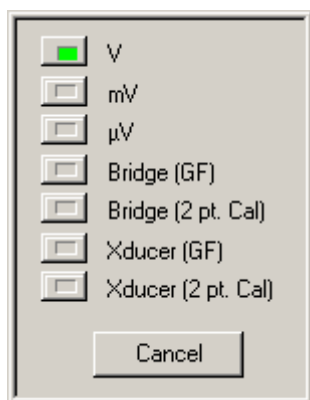 V
mV
µV
Bridge (GF)
Bridge (2 pt. Cal)
Xducer (GF)
Xducer (2 pt. Cal)
Cancel